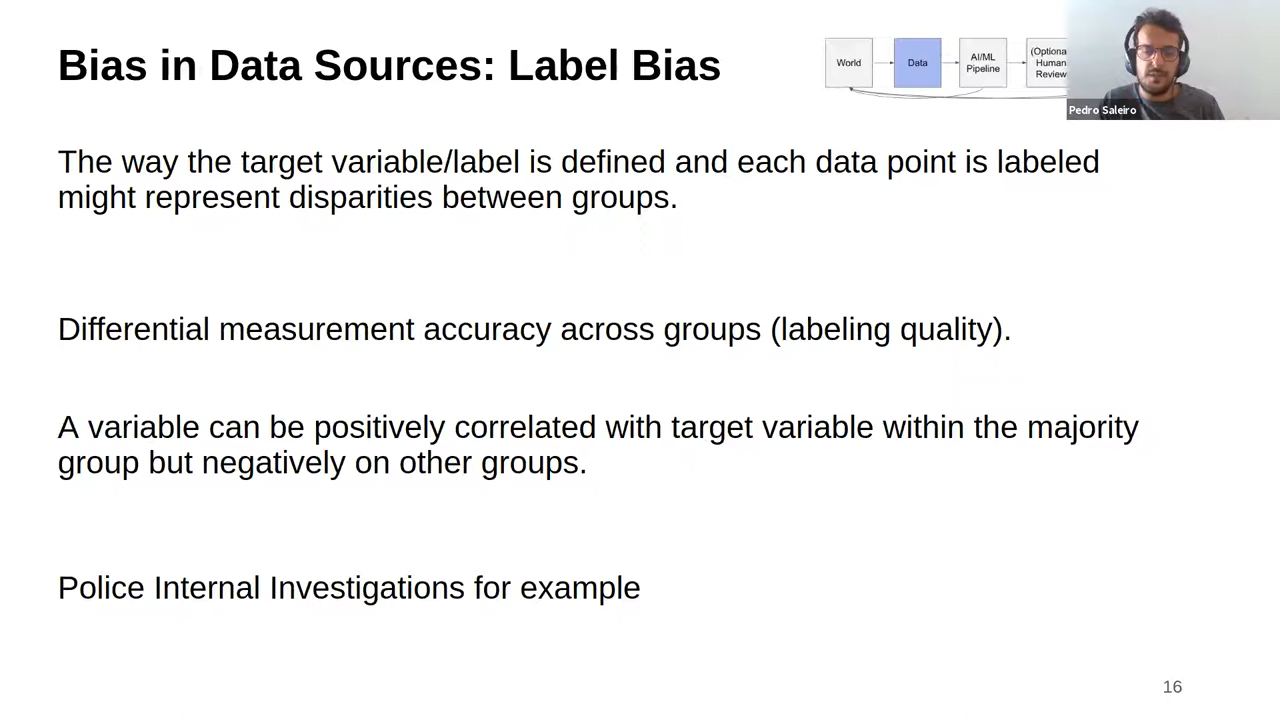 Bias in Data Sources: Label Bias
World
Data
AI/ML
Pipeline
(Optiona
Human
Review
Pedro Saleiro
The way the target variable/label is defined and each data point is labeled
might represent disparities between groups.
Differential measurement accuracy across groups (labeling quality).
A variable can be positively correlated with target variable within the majority
group but negatively on other groups.
Police Internal Investigations for example
16